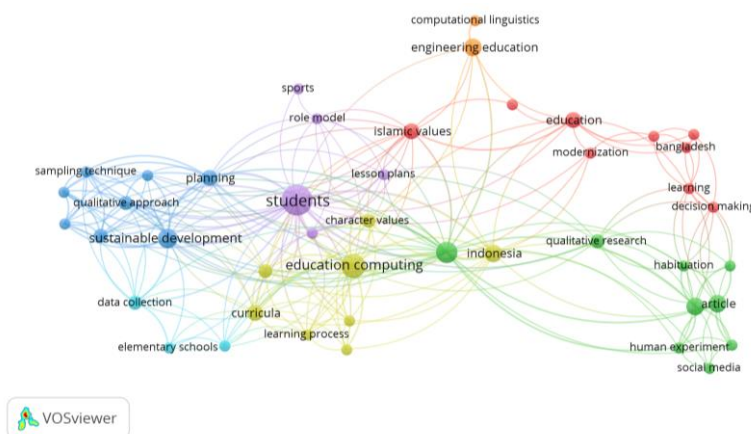 computational linguistics
engineering education
sports
role model
islamic values
education
modernization
bangladesh
sampling technique
planning
lesson plans
learning
qualitative approach
students
decision making
character values
sustainable development
qualitative research
indonesia
education computing
habituation
data collection
curricula
article
learning process
elementary schools
human experiment
social media
VOSviewer